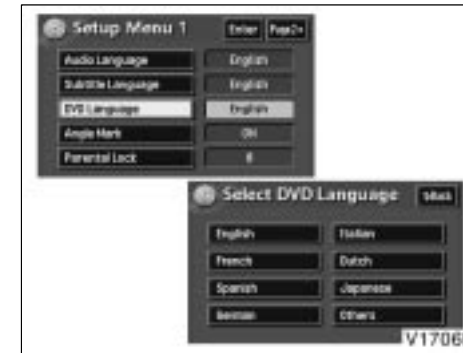 Setup Menu 1 Enter Page2
Audio Language English
Subtitle Language English
DVD Language English
Angle Mark ON
Parental Lock 8
Select DVD Language Back
English Italian
French Dutch
Spanish Japanese
German Others
V1706